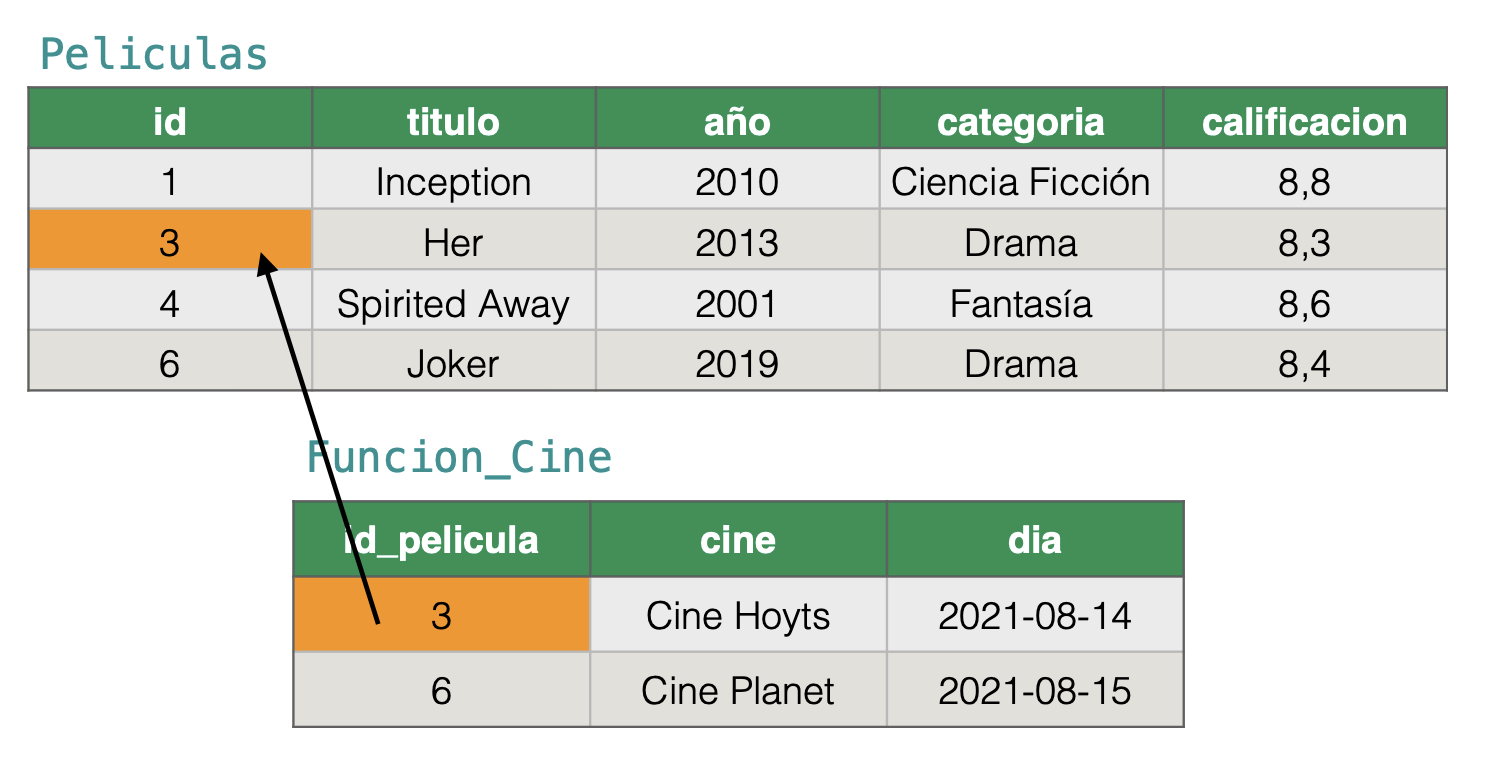 Peliculas
id titulo año categoria calificacion
1 Inception 2010 Ciencia Ficción 8,8
3 Her 2013 Drama 8,3
4 Spirited Away 2001 Fantasía 8,6
6 Joker 2019 Drama 8,4
Funcion_Cine
id_pelicula cine dia
3 Cine Hoyts 2021-08-14
6 Cine Planet 2021-08-15